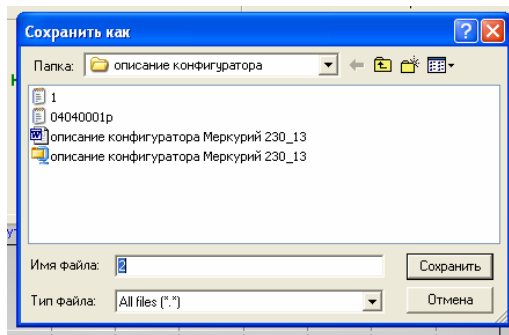 Сохранить как
Папка: описание конфигуратора
1
04040001р
описание конфигуратора Меркурий 230_13
описание конфигуратора Меркурий 230_13
Имя файла: 2 Сохранить
Тип файла: All files (*.*) Отмена